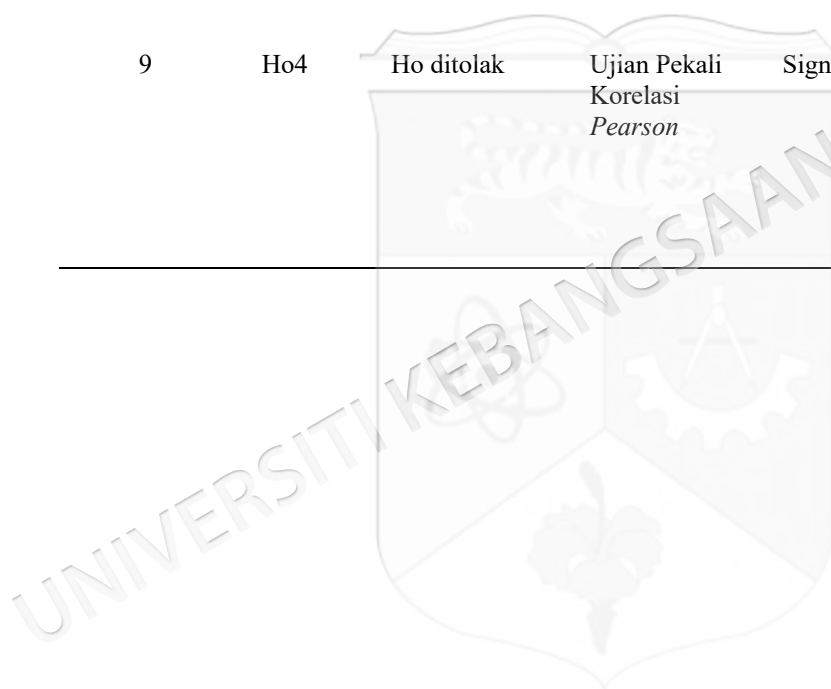 9 Ho4 Ho ditolak Ujian Pekali Sign
Korelasi
Pearson
UNIVERSITI KEBANGSAAN